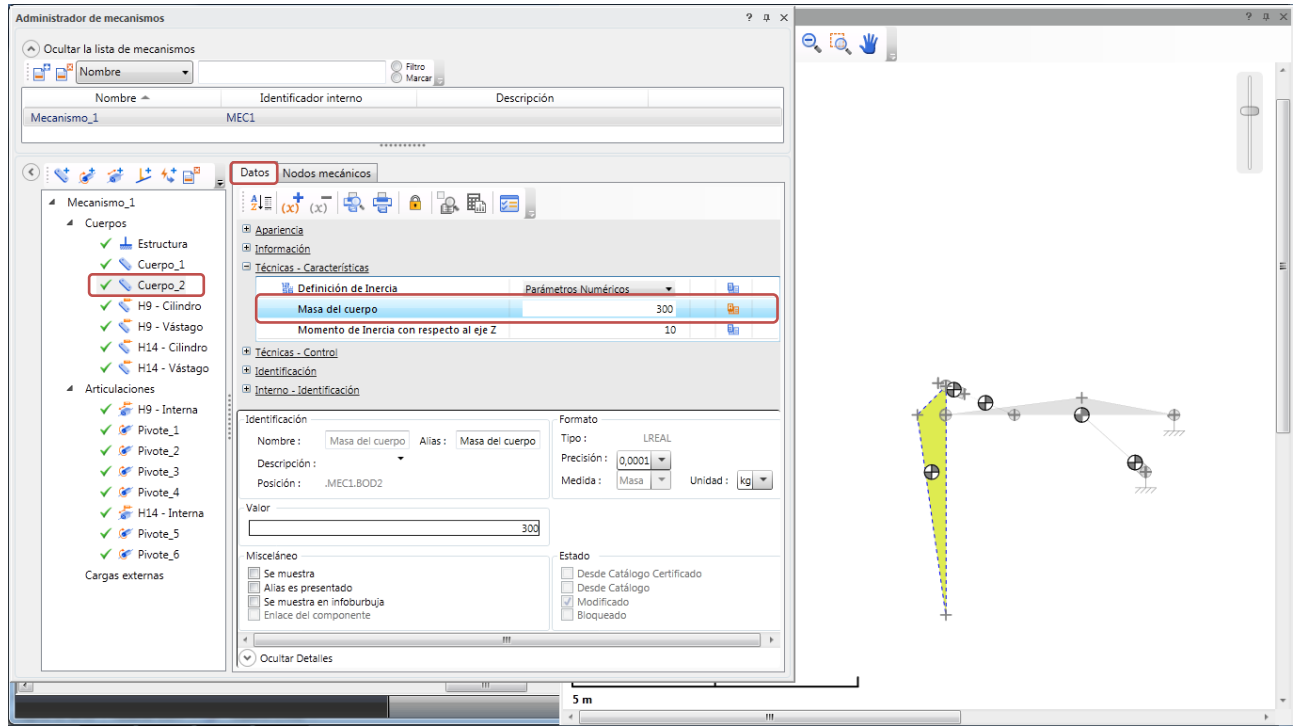 Administrador de mecanismos
Ocultar la lista de mecanismos
Nombre
Filtro
Marcar
Nombre Identificador interno Descripción
Mecanismo_1 MEC1
Datos Nodos mecánicos
Mecanismo_1
Cuerpos
Estructura
Cuerpo_1
Cuerpo_2
H9 - Cilindro
H9 - Vástago
H14 - Cilindro
H14 - Vástago
Articulaciones
H9 - Interna
Pivote_1
Pivote_2
Pivote_3
Pivote_4
H14 - Interna
Pivote_5
Pivote_6
Cargas externas
Apariencia
Información
Técnicas - Características
Definición de Inercia Parámetros Numéricos
Masa del cuerpo 300
Momento de Inercia con respecto al eje Z 10
Técnicas - Control
Identificación
Interno - Identificación
Identificación
Nombre : Masa del cuerpo Alias : Masa del cuerpo
Descripción :
Posición : .MEC1.BOD2
Formato
Tipo : LREAL
Precisión : 0,0001
Medida : Masa Unidad : kg
Valor
300
Misceláneo
Se muestra
Alias es presentado
Se muestra en infoburbuja
Enlace del componente
Estado
Desde Catálogo Certificado
Desde Catálogo
Modificado
Bloqueado
Ocultar Detalles
5 m